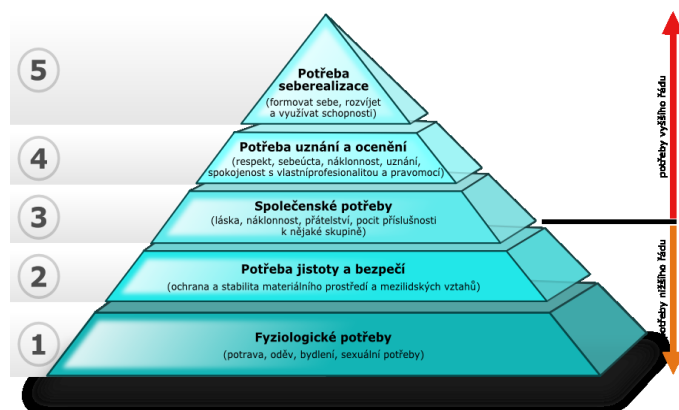 5
Potřeba
seberealizace
(formovat sebe, rozvíjet
a využívat schopnosti)
4
Potřeba uznání a ocenění
(respekt, sebeúcta, náklonnost, uznání,
spokojenost s vlastníprofesionalitou a pravomocí)
3
Společenské potřeby
(láska, náklonnost, přátelství, pocit příslušnosti
k nějaké skupině)
2
Potřeba jistoty a bezpečí
(ochrana a stabilita materiálního prostředí a mezilidských vztahů)
1
Fyziologické potřeby
(potrava, oděv, bydlení, sexuální potřeby)
potřeby vyššího řádu
potřeby nižšího řádu